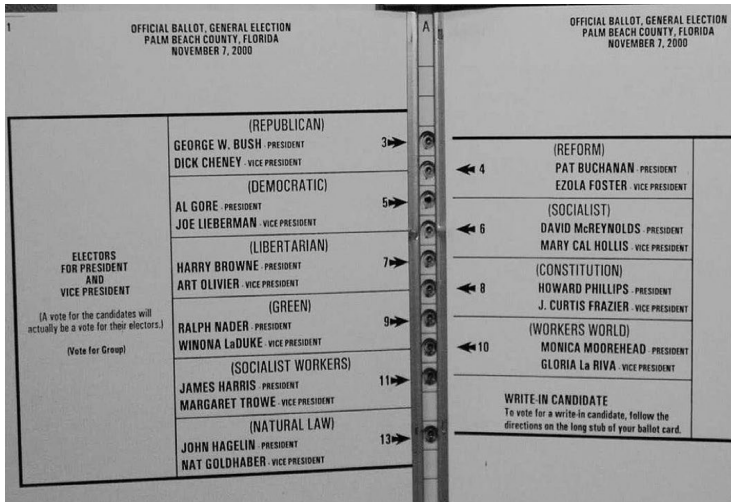 1
OFFICIAL BALLOT, GENERAL ELECTION
PALM BEACH COUNTY, FLORIDA
NOVEMBER 7, 2000
ELECTORS
FOR PRESIDENT
AND
VICE PRESIDENT
(A vote for the candidates will
actually be a vote for their electors.)
(Vote for Group)
(REPUBLICAN)
GEORGE W. BUSH - PRESIDENT
DICK CHENEY - VICE PRESIDENT
3
(DEMOCRATIC)
AL GORE - PRESIDENT
JOE LIEBERMAN - VICE PRESIDENT
5
(LIBERTARIAN)
HARRY BROWNE - PRESIDENT
ART OLIVIER - VICE PRESIDENT
7
(GREEN)
RALPH NADER - PRESIDENT
WINONA LaDUKE - VICE PRESIDENT
9
(SOCIALIST WORKERS)
JAMES HARRIS - PRESIDENT
MARGARET TROWE - VICE PRESIDENT
11
(NATURAL LAW)
JOHN HAGELIN - PRESIDENT
NAT GOLDHABER - VICE PRESIDENT
13
A
OFFICIAL BALLOT, GENERAL ELECTION
PALM BEACH COUNTY, FLORIDA
NOVEMBER 7, 2000
(REFORM)
4 PAT BUCHANAN - PRESIDENT
EZOLA FOSTER - VICE PRESIDENT
(SOCIALIST)
6 DAVID McREYNOLDS - PRESIDENT
MARY CAL HOLLIS - VICE PRESIDENT
(CONSTITUTION)
8 HOWARD PHILLIPS - PRESIDENT
J. CURTIS FRAZIER - VICE PRESIDENT
(WORKERS WORLD)
10 MONICA MOOREHEAD - PRESIDENT
GLORIA La RIVA - VICE PRESIDENT
WRITE-IN CANDIDATE
To vote for a write-in candidate, follow the
directions on the long stub of your ballot card.